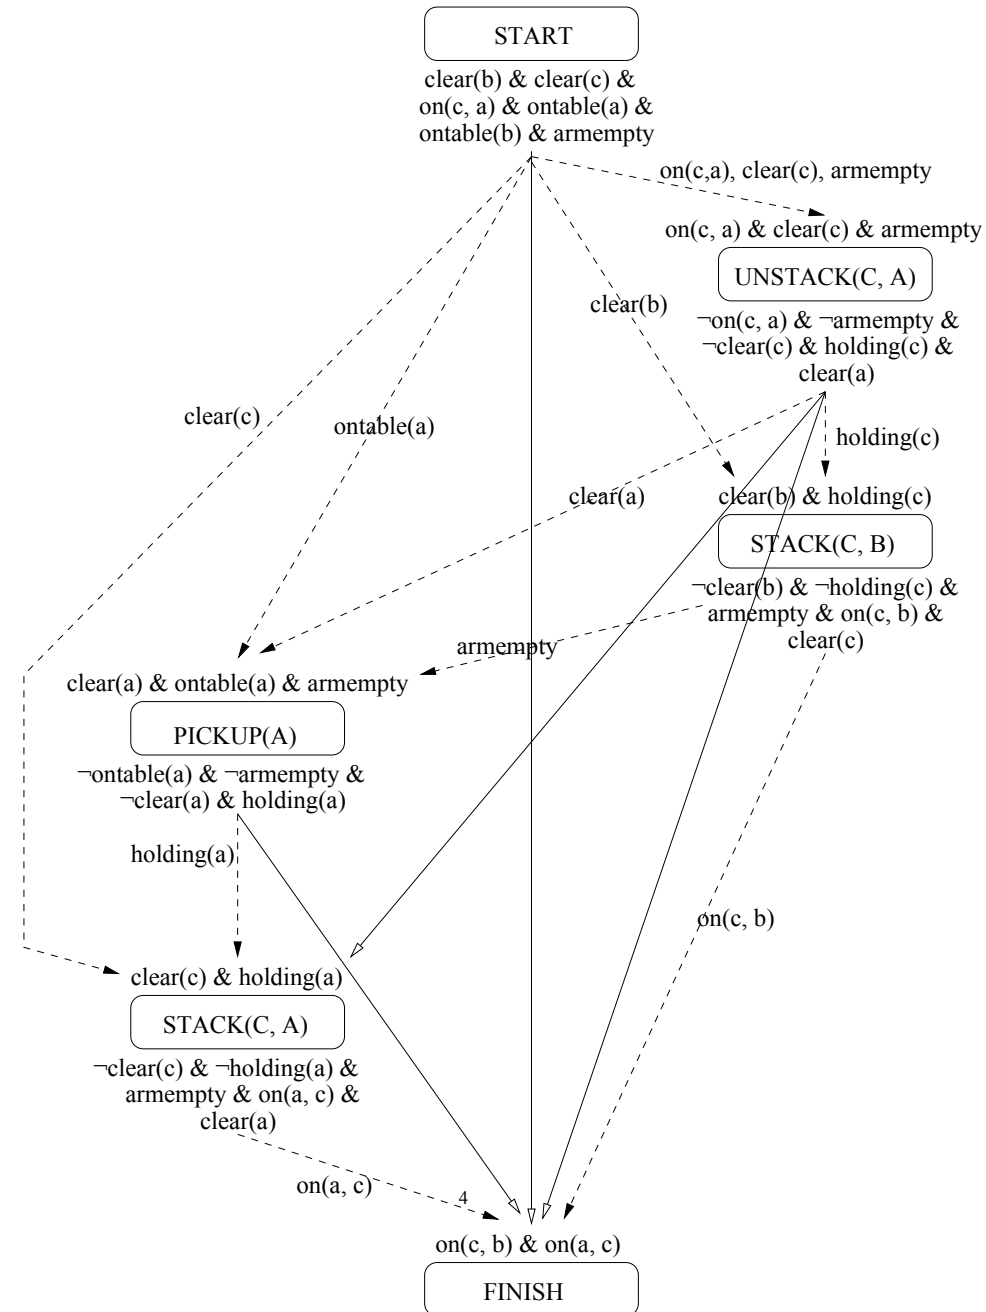 START
clear(b) & clear(c) &
on(c, a) & ontable(a) &
ontable(b) & armempty
on(c,a), clear(c), armempty
on(c, a) & clear(c) & armempty
UNSTACK(C, A)
clear(b)
¬on(c, a) & ¬armempty &
¬clear(c) & holding(c) &
clear(a)
clear(c)
ontable(a)
holding(c)
clear(a)
clear(b) & holding(c)
STACK(C, B)
¬clear(b) & ¬holding(c) &
armempty & on(c, b) &
clear(c)
armempty
clear(a) & ontable(a) & armempty
PICKUP(A)
¬ontable(a) & ¬armempty &
¬clear(a) & holding(a)
holding(a)
on(c, b)
clear(c) & holding(a)
STACK(C, A)
¬clear(c) & ¬holding(a) &
armempty & on(a, c) &
clear(a)
on(a, c)
4
on(c, b) & on(a, c)
FINISH